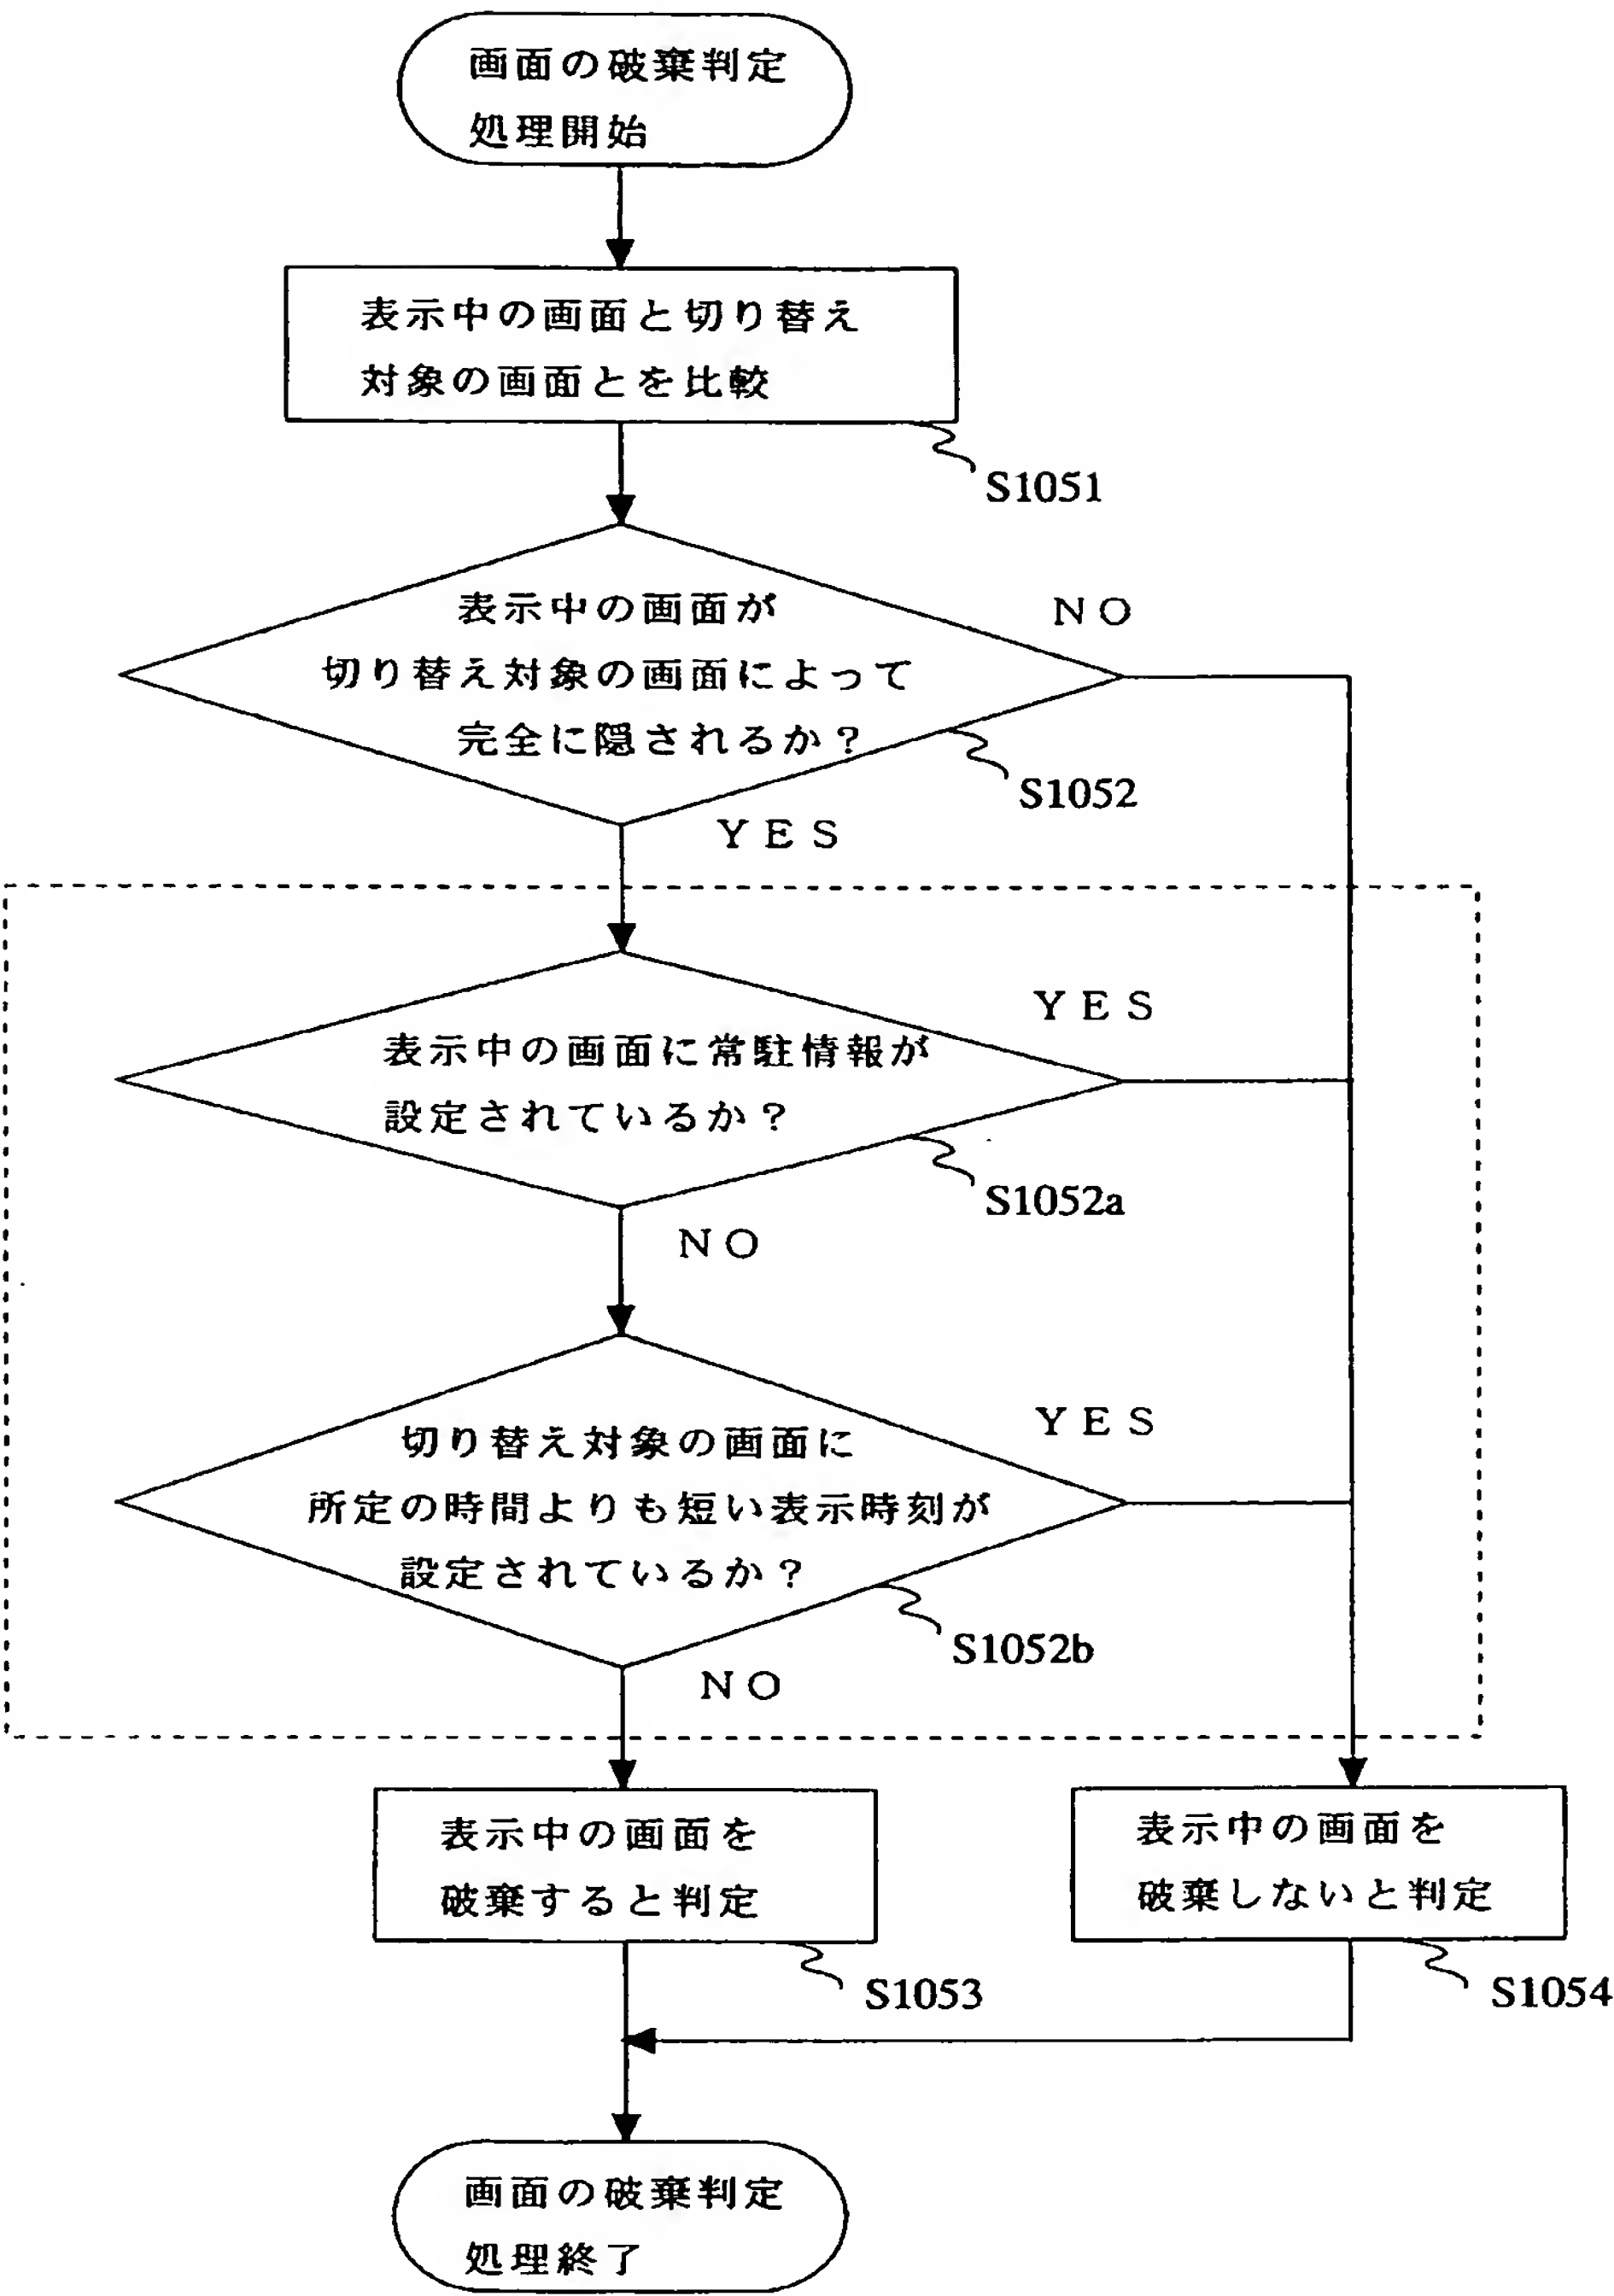 画面の破棄判定
処理開始
表示中の画面と切り替え
対象の画面とを比較
S1051
表示中の画面が
切り替え対象の画面によって
完全に隠されるか？
NO
S1052
YES
表示中の画面に常駐情報が
設定されているか？
YES
S1052a
NO
切り替え対象の画面に
所定の時間よりも短い表示時刻が
設定されているか？
YES
S1052b
NO
表示中の画面を
破棄すると判定
S1053
表示中の画面を
破棄しないと判定
S1054
画面の破棄判定
処理終了